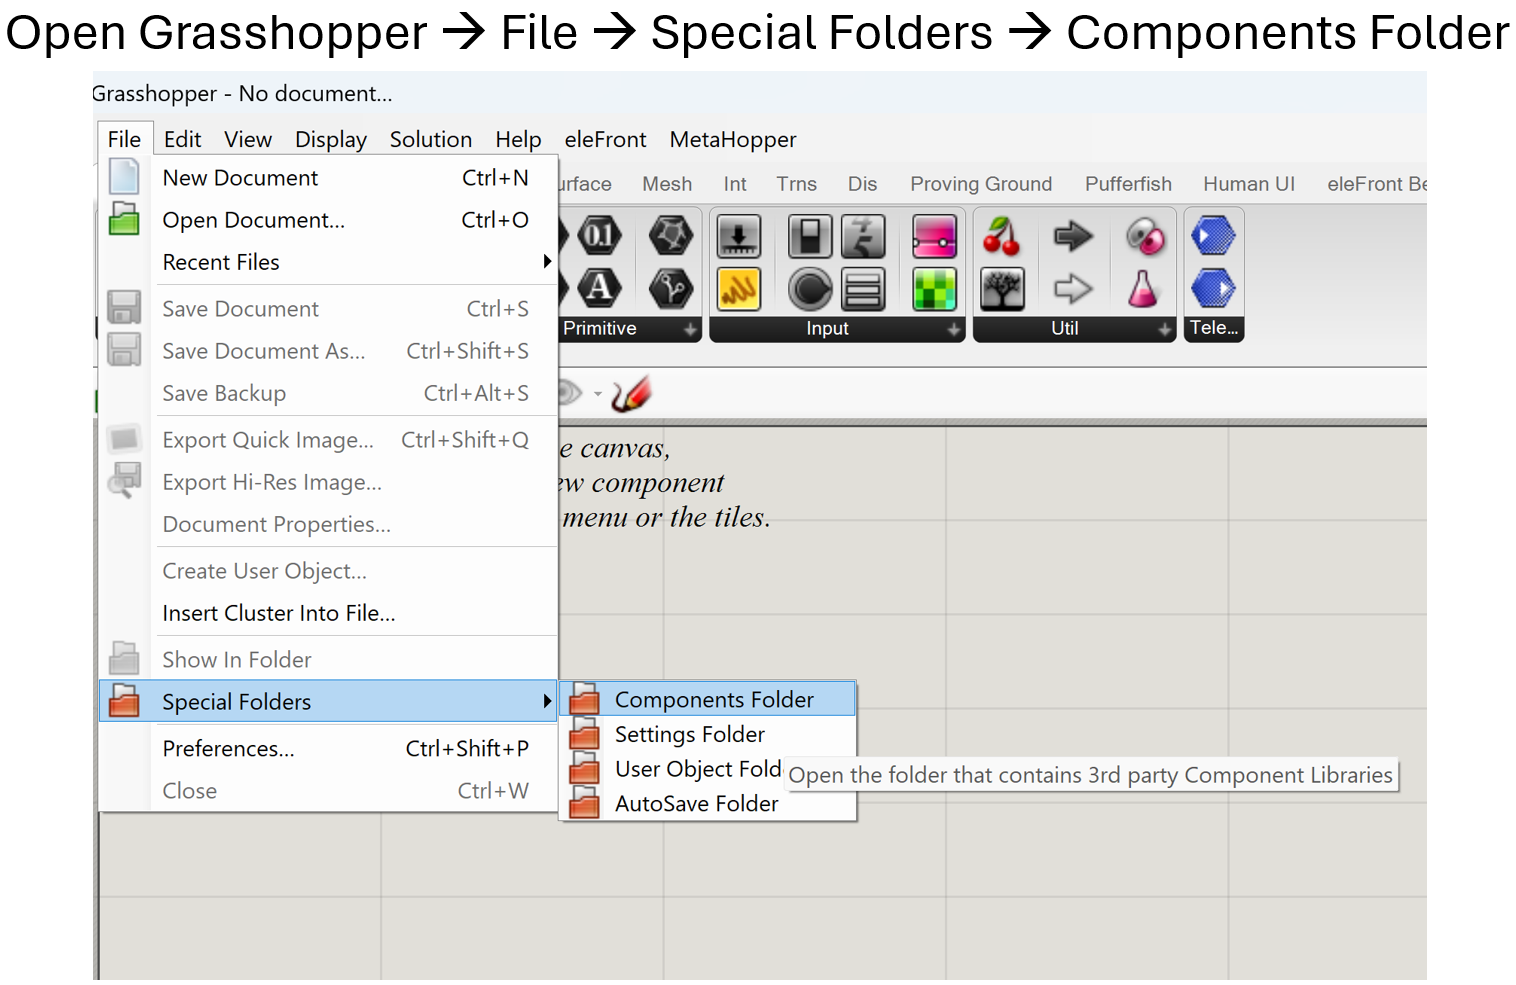 Open Grasshopper → File → Special Folders → Components Folder
Grasshopper - No document...
File Edit View Display Solution Help eleFront MetaHopper
Mesh Int Trns Dis Proving Ground Pufferfish Human UI eleFront
New Document Ctrl+N
Open Document... Ctrl+O
Recent Files
0.1
A
Save Document Ctrl+S
Primitive Input Util Tele...
Save Document As... Ctrl+Shift+S
Save Backup Ctrl+Alt+S
Export Quick Image... Ctrl+Shift+Q
e canvas,
Export Hi-Res Image...
ew component
Document Properties...
menu or the tiles.
Create User Object...
Insert Cluster Into File...
Show In Folder
Special Folders
Components Folder
Settings Folder
User Object Fold
AutoSave Folder
Open the folder that contains 3rd party Component Libraries
Preferences... Ctrl+Shift+P
Close Ctrl+W